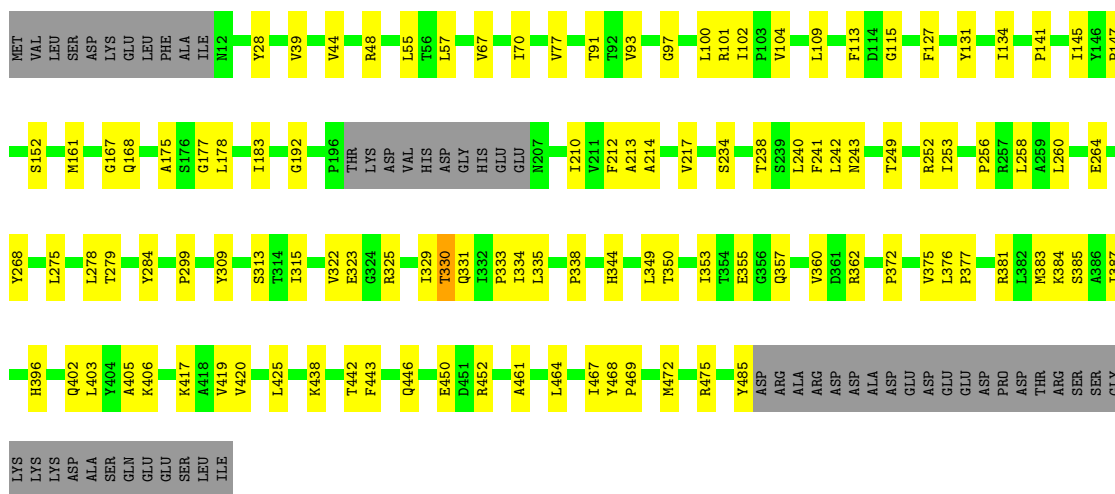 MET VAL LEU SER ASP LYS GLU LEU PHE ALA ILE N12 Y28 V39 V44 R48 L55 T56 L57 V67 I70 V77 T91 T92 V93 G97 L100 R101 I102 P103 V104 L109 F113 D114 G115 F127 Y131 I134 P141 I145 Y146
S152 M161 G167 Q168 A175 S176 G177 L178 I183 G192 P196 THR LYS ASP VAL HIS ASP GLY HIS GLU GLU N207 I210 V211 F212 A213 A214 V217 S234 T238 S239 L240 F241 L242 N243 T249 R252 I253 P256 R257 L258 A259 L260 E264
Y268 L275 L278 T279 Y284 P299 Y309 S313 T314 I315 V322 E323 G324 R325 I329 T330 Q331 I332 P333 I334 L335 P338 H344 L349 T350 I353 T354 E355 G356 Q357 V360 D361 R362 P372 V375 L376 P377 R381 L382 M383 K384 S385 A386
H396 Q402 L403 Y404 A405 K406 K417 A418 V419 V420 L425 K438 T442 F443 Q446 E450 D451 R452 A461 L464 I467 Y468 P469 M472 R475 Y485 ASP ARG ALA ARG ASP ASP ALA ASP GLU ASP GLU GLU ASP PRO ASP THR ARG SER SER GLY
LYS LYS LYS ASP ALA SER GLN GLU GLU SER LEU ILE